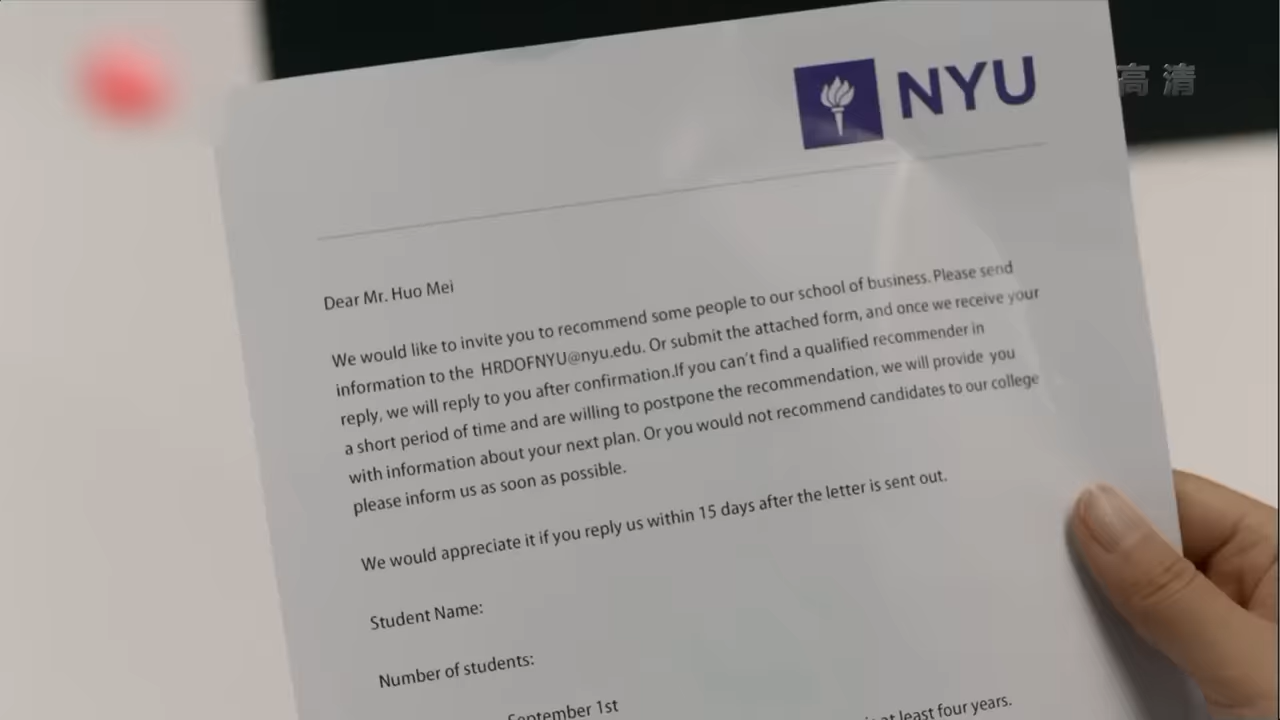 NYU
高清
Dear Mr. Huo Mei
We would like to invite you to recommend some people to our school of business. Please send
information to the HRDOFNYU@nyu.edu. Or submit the attached form, and once we receive your
reply, we will reply to you after confirmation.If you can't find a qualified recommender in
a short period of time and are willing to postpone the recommendation, we will provide you
with information about your next plan. Or you would not recommend candidates to our college
please inform us as soon as possible.
We would appreciate it if you reply us within 15 days after the letter is sent out.
Student Name:
Number of students:
September 1st
at least four years.